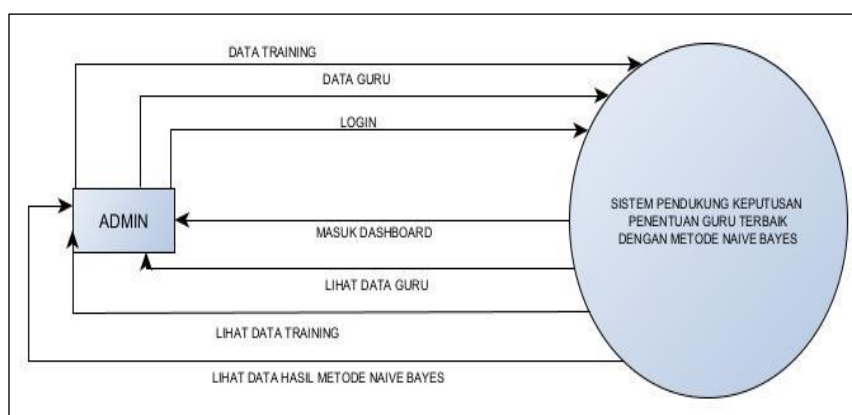 DATA TRAINING
DATA GURU
LOGIN
ADMIN
SISTEM PENDUKUNG KEPUTUSAN
PENENTUAN GURU TERBAIK
DENGAN METODE NAIVE BAYES
MASUK DASHBOARD
LIHAT DATA GURU
LIHAT DATA TRAINING
LIHAT DATA HASIL METODE NAIVE BAYES